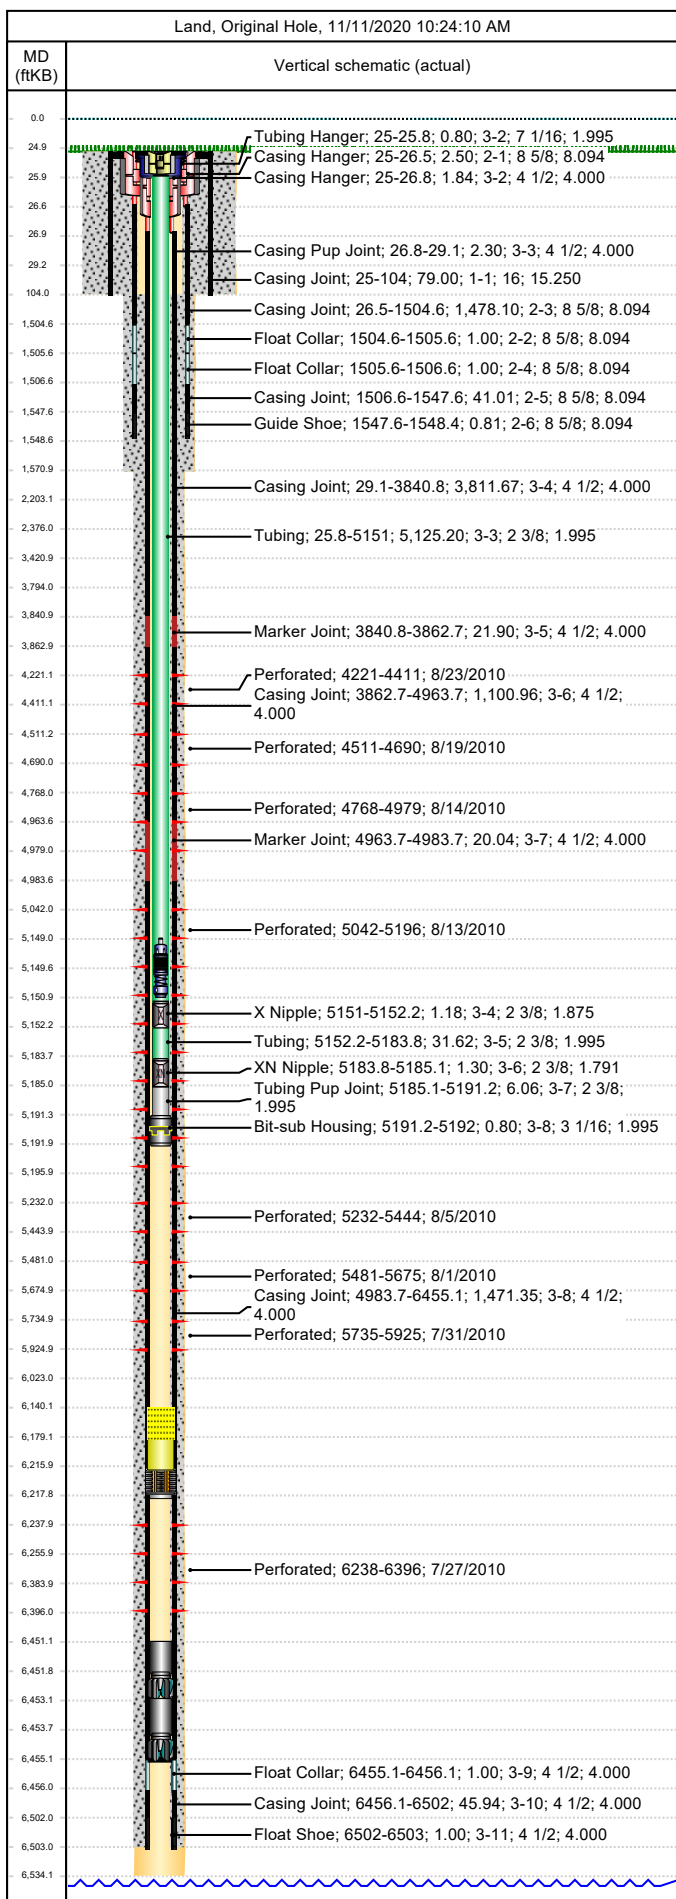 Land, Original Hole, 11/11/2020 10:24:10 AM
MD
(ftKB)
Vertical schematic (actual)
0.0
24.9
25.9
26.6
26.9
29.2
104.0
1,504.6
1,505.6
1,506.6
1,547.6
1,548.6
1,570.9
2,203.1
2,376.0
3,420.9
3,794.0
3,840.9
3,862.9
4,221.1
4,411.1
4,511.2
4,690.0
4,768.0
4,963.6
4,979.0
4,983.6
5,042.0
5,149.0
5,149.6
5,150.9
5,152.2
5,183.7
5,185.0
5,191.3
5,191.9
5,195.9
5,232.0
5,443.9
5,481.0
5,674.9
5,734.9
5,924.9
6,023.0
6,140.1
6,179.1
6,215.9
6,217.8
6,237.9
6,255.9
6,383.9
6,396.0
6,451.1
6,451.8
6,453.1
6,453.7
6,455.1
6,456.0
6,502.0
6,503.0
6,534.1
Tubing Hanger; 25-25.8; 0.80; 3-2; 7 1/16; 1.995
Casing Hanger; 25-26.5; 2.50; 2-1; 8 5/8; 8.094
Casing Hanger; 25-26.8; 1.84; 3-2; 4 1/2; 4.000
Casing Pup Joint; 26.8-29.1; 2.30; 3-3; 4 1/2; 4.000
Casing Joint; 25-104; 79.00; 1-1; 16; 15.250
Casing Joint; 26.5-1504.6; 1,478.10; 2-3; 8 5/8; 8.094
Float Collar; 1504.6-1505.6; 1.00; 2-2; 8 5/8; 8.094
Float Collar; 1505.6-1506.6; 1.00; 2-4; 8 5/8; 8.094
Casing Joint; 1506.6-1547.6; 41.01; 2-5; 8 5/8; 8.094
Guide Shoe; 1547.6-1548.4; 0.81; 2-6; 8 5/8; 8.094
Casing Joint; 29.1-3840.8; 3,811.67; 3-4; 4 1/2; 4.000
Tubing; 25.8-5151; 5,125.20; 3-3; 2 3/8; 1.995
Marker Joint; 3840.8-3862.7; 21.90; 3-5; 4 1/2; 4.000
Perforated; 4221-4411; 8/23/2010
Casing Joint; 3862.7-4963.7; 1,100.96; 3-6; 4 1/2;
4.000
Perforated; 4511-4690; 8/19/2010
Perforated; 4768-4979; 8/14/2010
Marker Joint; 4963.7-4983.7; 20.04; 3-7; 4 1/2; 4.000
Perforated; 5042-5196; 8/13/2010
X Nipple; 5151-5152.2; 1.18; 3-4; 2 3/8; 1.875
Tubing; 5152.2-5183.8; 31.62; 3-5; 2 3/8; 1.995
XN Nipple; 5183.8-5185.1; 1.30; 3-6; 2 3/8; 1.791
Tubing Pup Joint; 5185.1-5191.2; 6.06; 3-7; 2 3/8;
1.995
Bit-sub Housing; 5191.2-5192; 0.80; 3-8; 3 1/16; 1.995
Perforated; 5232-5444; 8/5/2010
Perforated; 5481-5675; 8/1/2010
Casing Joint; 4983.7-6455.1; 1,471.35; 3-8; 4 1/2;
4.000
Perforated; 5735-5925; 7/31/2010
Perforated; 6238-6396; 7/27/2010
Float Collar; 6455.1-6456.1; 1.00; 3-9; 4 1/2; 4.000
Casing Joint; 6456.1-6502; 45.94; 3-10; 4 1/2; 4.000
Float Shoe; 6502-6503; 1.00; 3-11; 4 1/2; 4.000